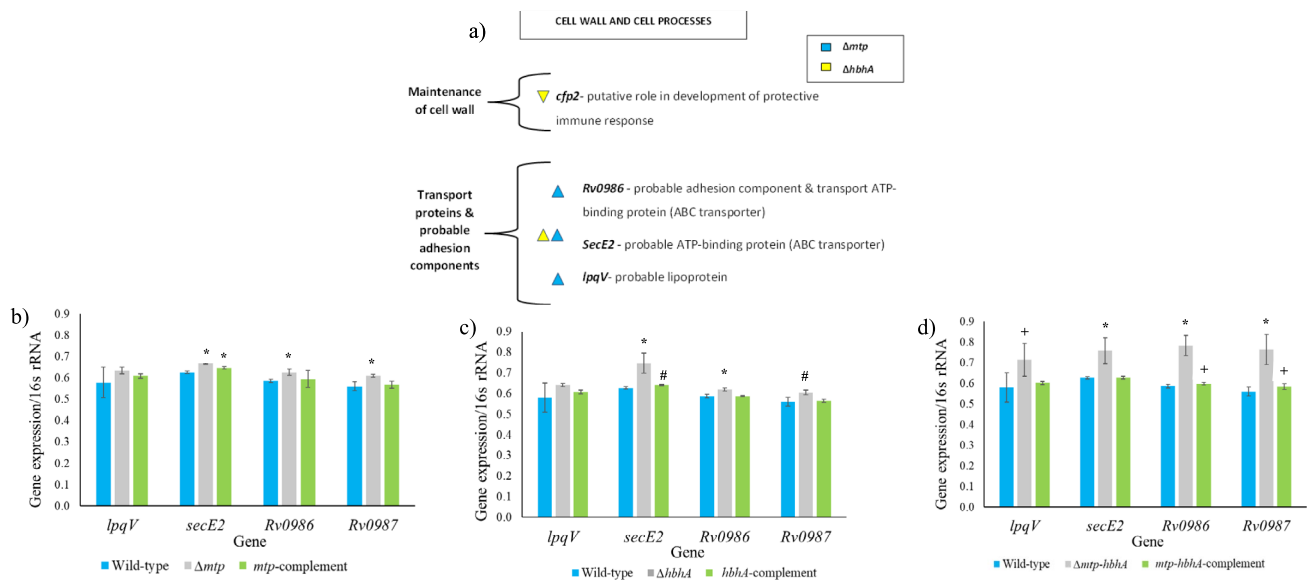 a)
CELL WALL AND CELL PROCESSES
Δmtp
ΔhbhA
Maintenance
of cell wall
cfp2- putative role in development of protective
immune response
Transport
proteins &
probable
adhesion
components
Rv0986 - probable adhesion component & transport ATP-
binding protein (ABC transporter)
SecE2 – probable ATP-binding protein (ABC transporter)
lpqV- probable lipoprotein
b)
Gene expression/16s rRNA
0.9
0.8
0.7
0.6
0.5
0.4
0.3
0.2
0.1
0.0
* * * *
lpqV secE2 Rv0986 Rv0987
Gene
Wild-type Δmtp mtp-complement
c)
Gene expression/16s rRNA
0.9
0.8
0.7
0.6
0.5
0.4
0.3
0.2
0.1
0.0
* # * #
lpqV secE2 Rv0986 Rv0987
Gene
Wild-type ΔhbhA hbhA-complement
d)
Gene expression/16s rRNA
0.9
0.8
0.7
0.6
0.5
0.4
0.3
0.2
0.1
0.0
+ * * + * +
lpqV secE2 Rv0986 Rv0987
Gene
Wild-type Δmtp-hbhA mtp-hbhA-complement